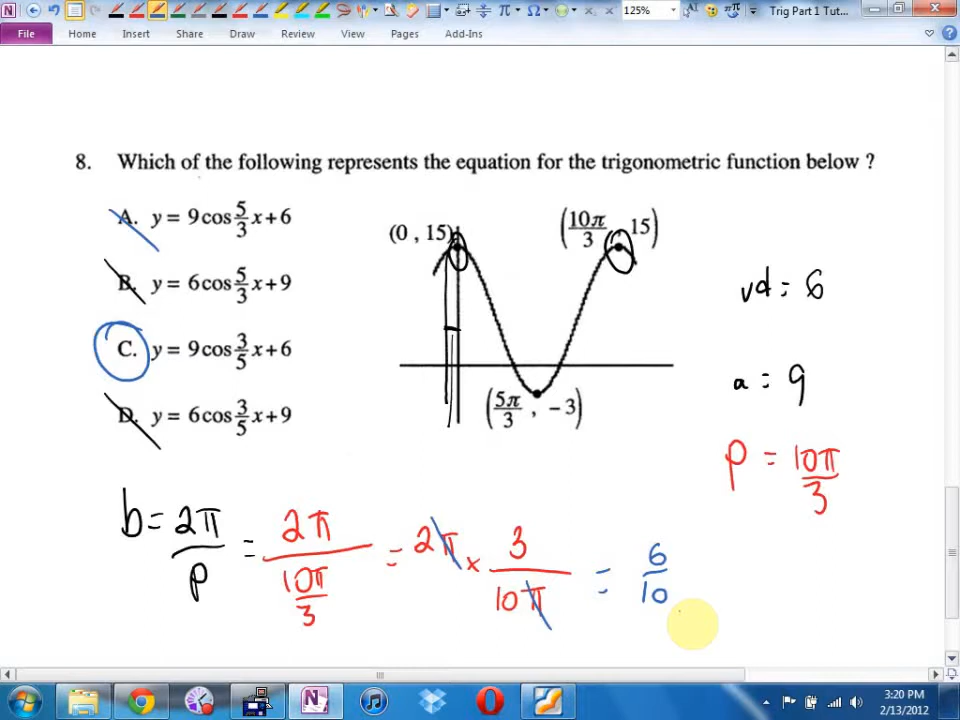 125%
Trig Part 1 Tut...
File Home Insert Share Draw Review View Pages Add-Ins
8. Which of the following represents the equation for the trigonometric function below ?
A. y = 9cos 5/3 x + 6
B. y = 6cos 5/3 x + 9
C. y = 9cos 3/5 x + 6
D. y = 6cos 3/5 x + 9
(0 , 15)
(10π/3 , 15)
(5π/3 , -3)
vd = 6
a = 9
p = 10π/3
b = 2π/p = 2π/(10π/3) = 2π × 3/10π = 6/10
3:20 PM
2/13/2012